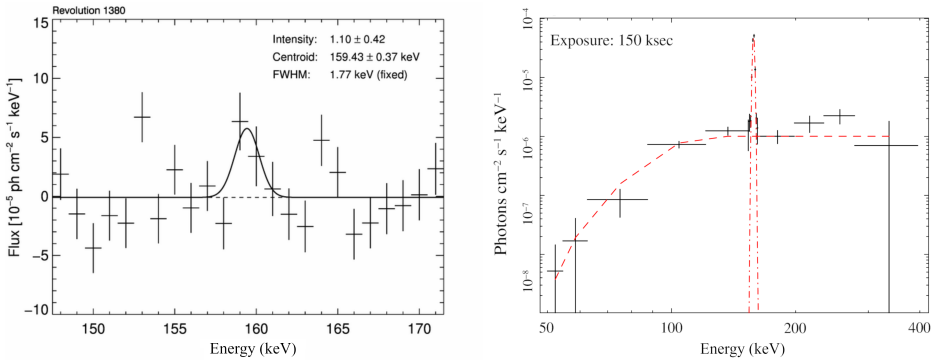 Revolution 1380
Intensity: 1.10 ± 0.42
Centroid: 159.43 ± 0.37 keV
FWHM: 1.77 keV (fixed)
Flux [10⁻⁵ ph cm⁻² s⁻¹ keV⁻¹]
15
10
5
0
−5
−10
150 155 160 165 170
Energy (keV)
Exposure: 150 ksec
Photons cm⁻² s⁻¹ keV⁻¹
10⁻⁴
10⁻⁵
10⁻⁶
10⁻⁷
10⁻⁸
50 100 200 400
Energy (keV)